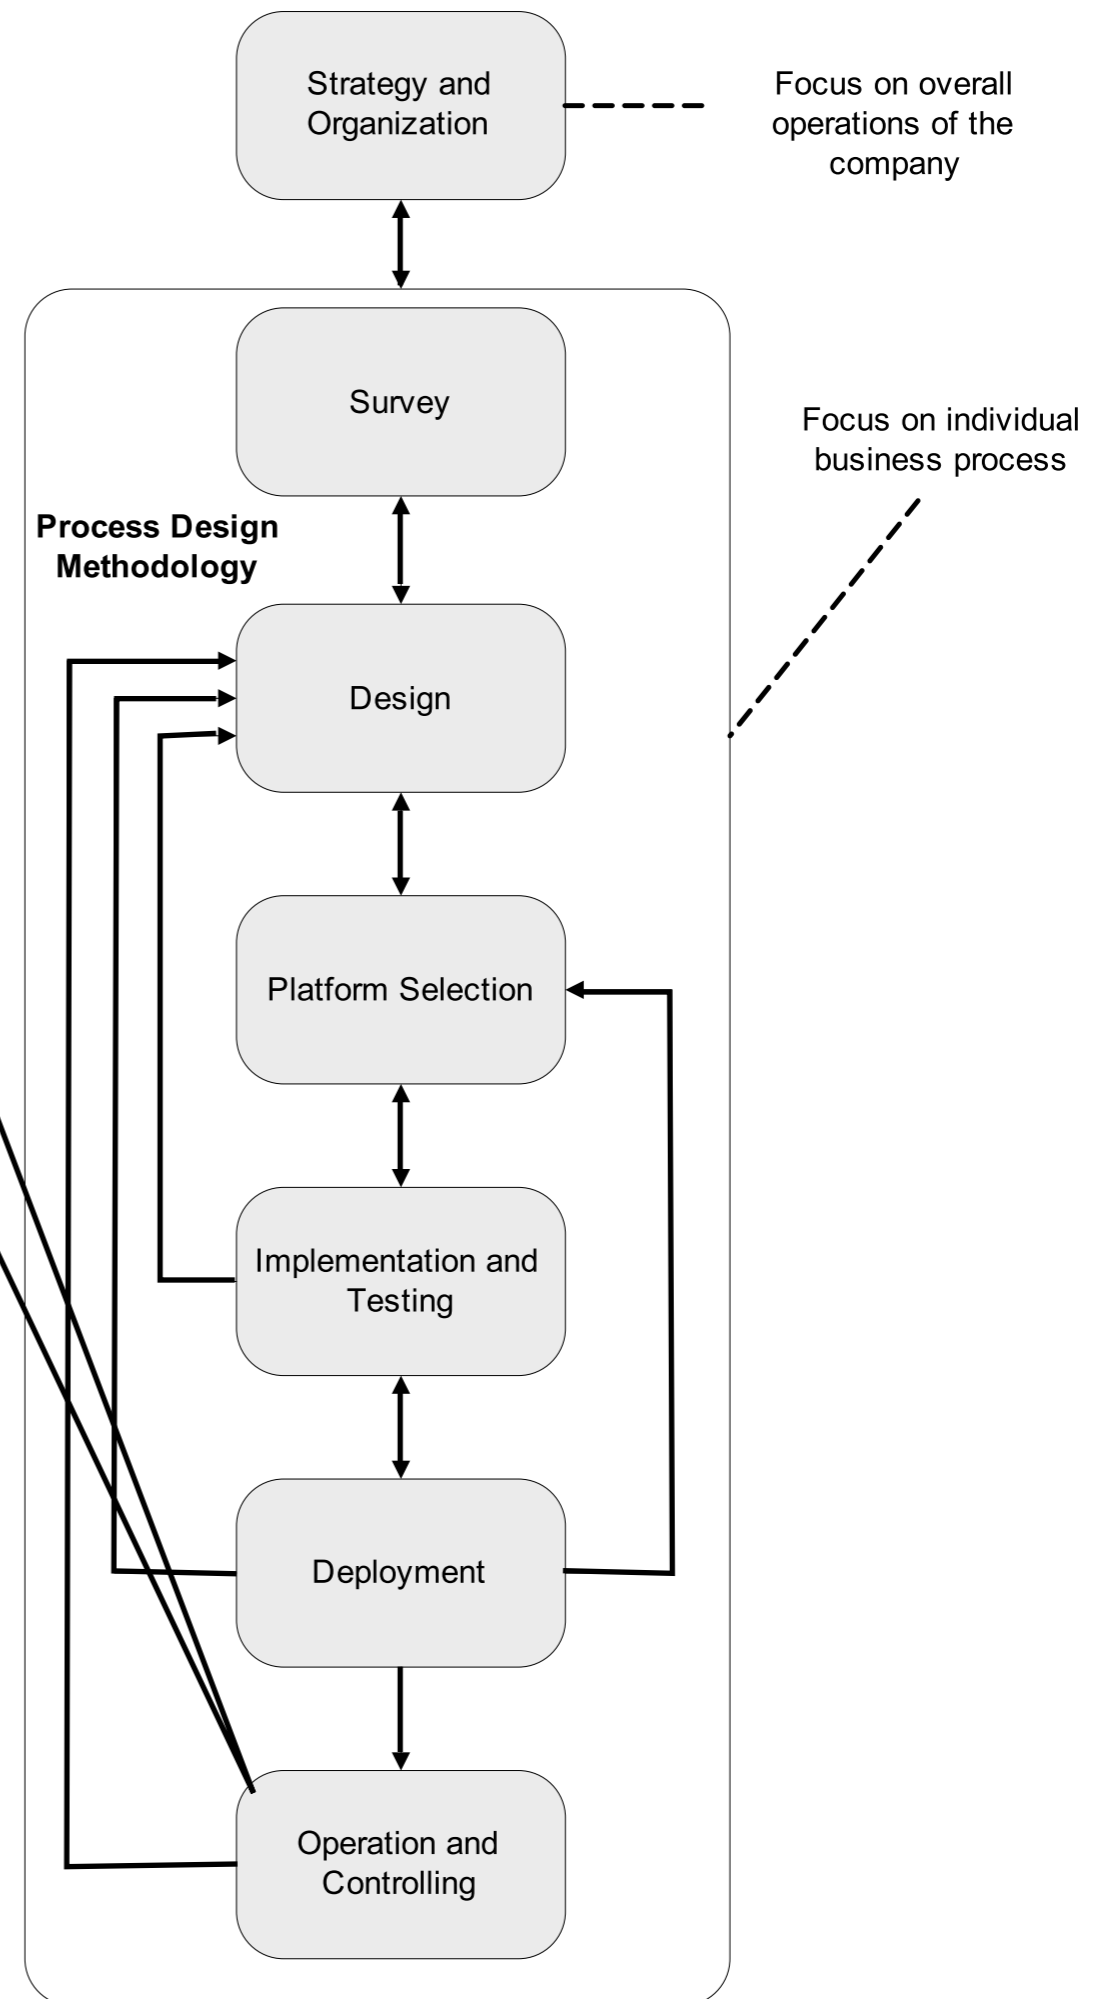 Strategy and
Organization
Focus on overall
operations of the
company
Survey
Focus on individual
business process
Process Design
Methodology
Design
Platform Selection
Implementation and
Testing
Deployment
Operation and
Controlling